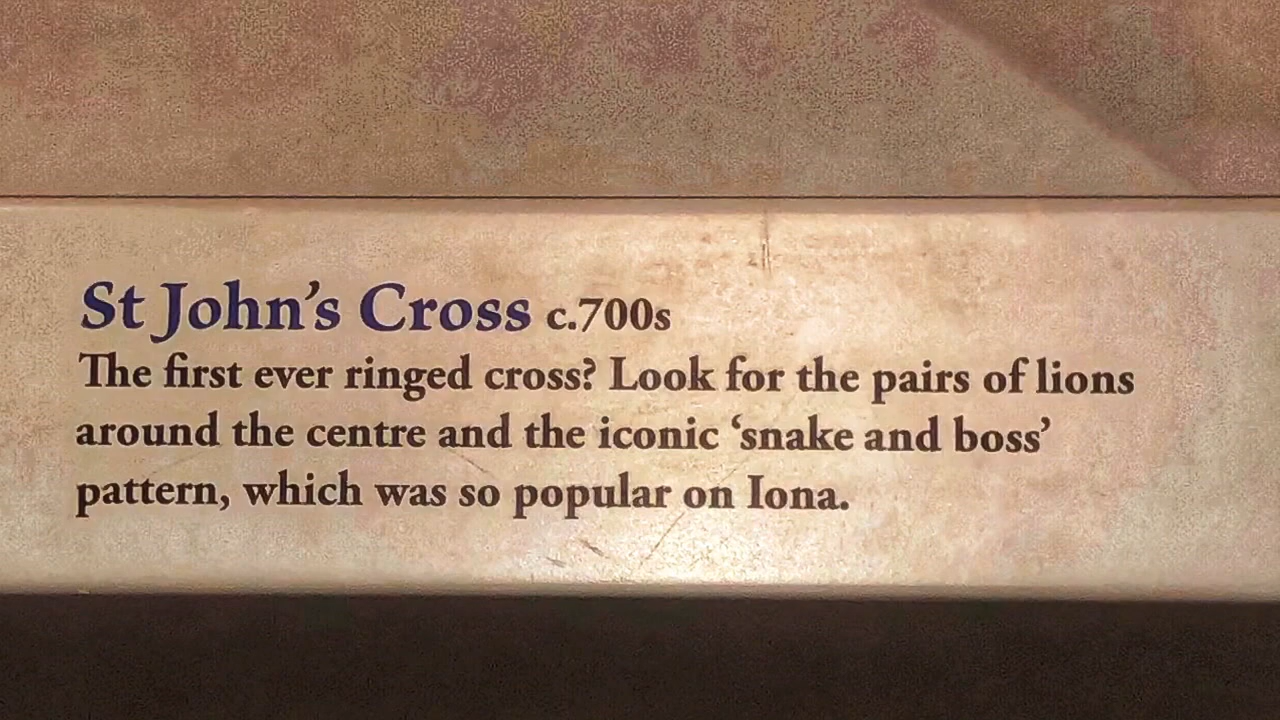 St John’s Cross c.700s
The first ever ringed cross? Look for the pairs of lions
around the centre and the iconic ‘snake and boss’
pattern, which was so popular on Iona.